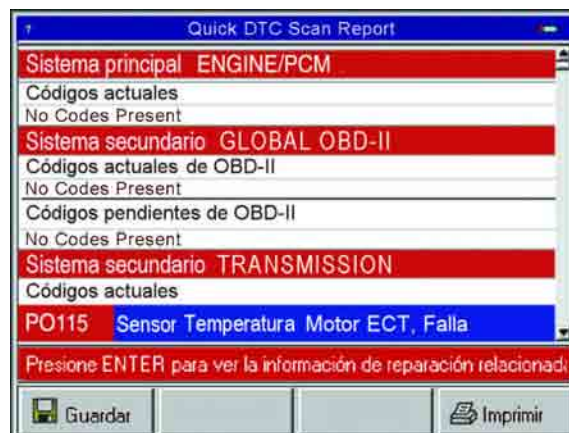 Quick DTC Scan Report
Sistema principal ENGINE/PCM
Códigos actuales
No Codes Present
Sistema secundario GLOBAL OBD-II
Códigos actuales de OBD-II
No Codes Present
Códigos pendientes de OBD-II
No Codes Present
Sistema secundario TRANSMISSION
Códigos actuales
PO115 Sensor Temperatura Motor ECT, Falla
Presione ENTER para ver la información de reparación relacionada
Guardar
Imprimir